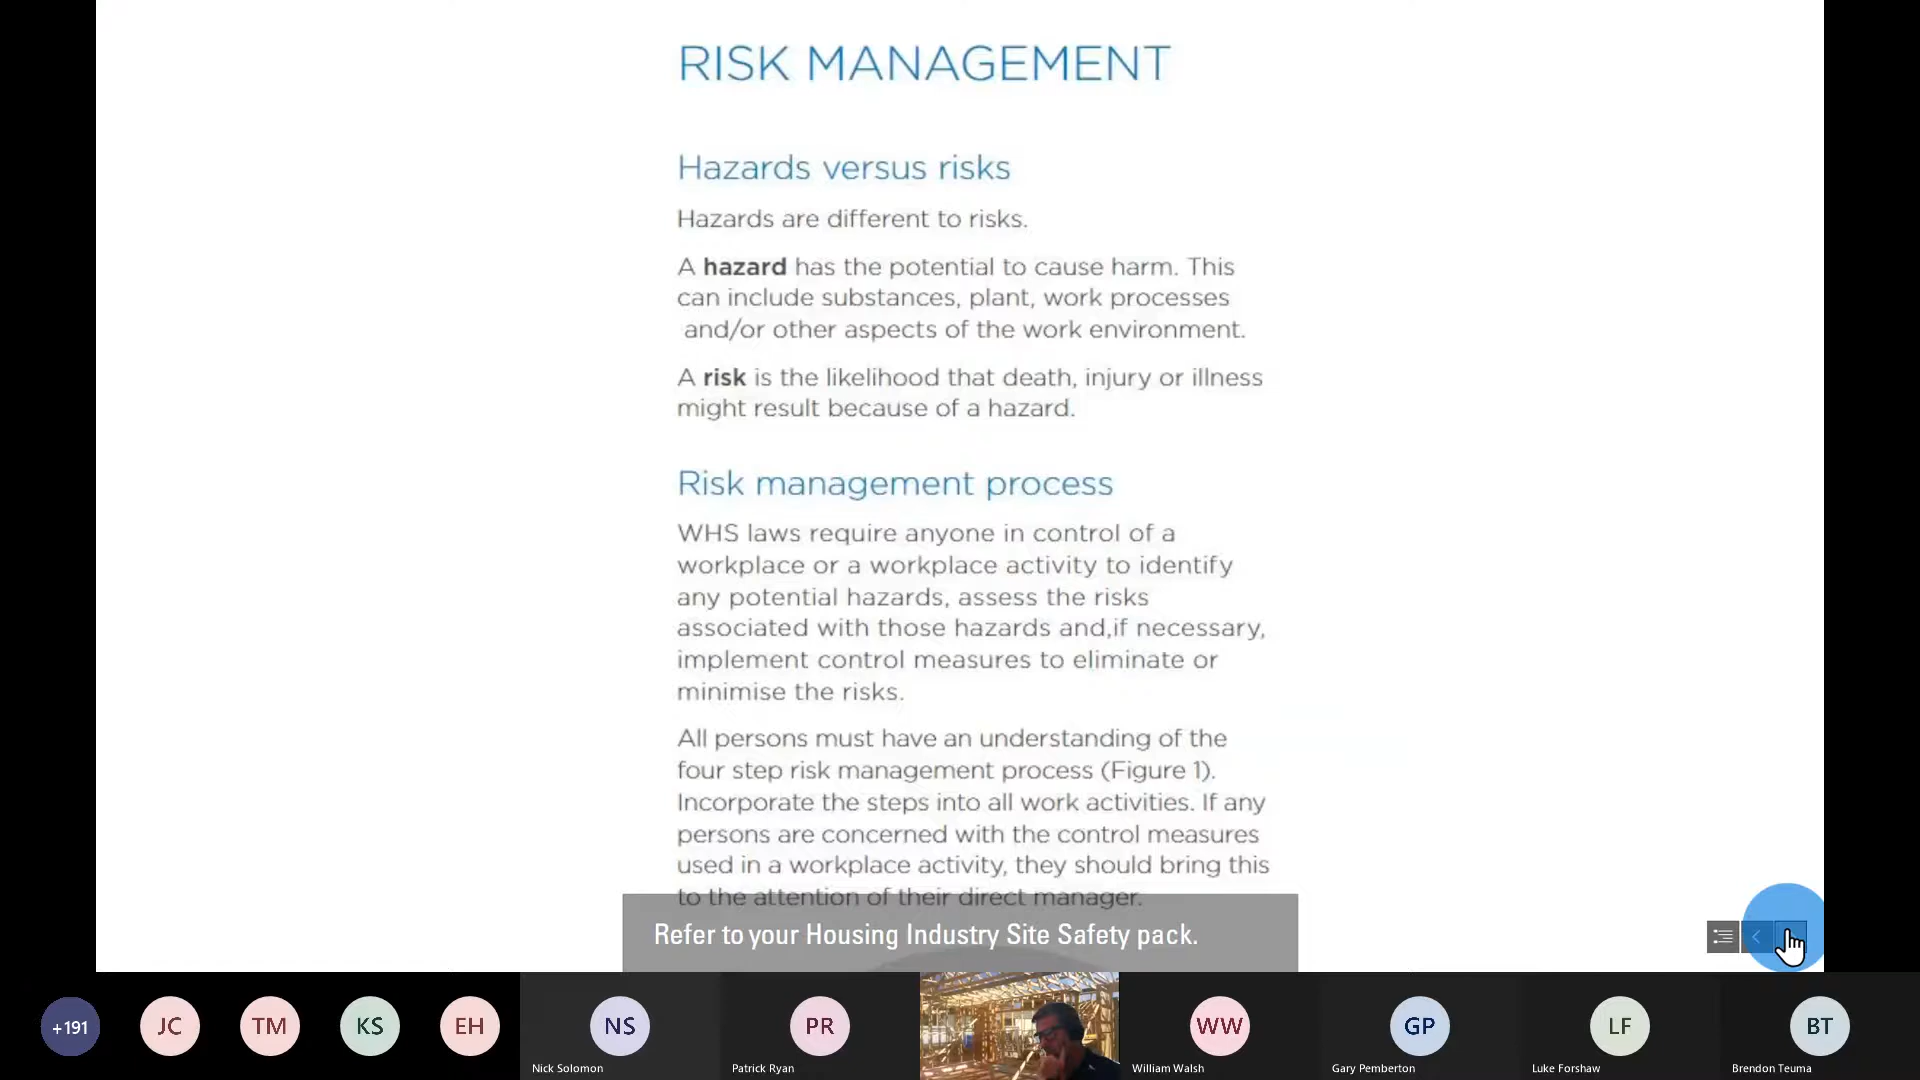 RISK MANAGEMENT
Hazards versus risks
Hazards are different to risks.
A hazard has the potential to cause harm. This
can include substances, plant, work processes
and/or other aspects of the work environment.
A risk is the likelihood that death, injury or illness
might result because of a hazard.
Risk management process
WHS laws require anyone in control of a
workplace or a workplace activity to identify
any potential hazards, assess the risks
associated with those hazards and,if necessary,
implement control measures to eliminate or
minimise the risks.
All persons must have an understanding of the
four step risk management process (Figure 1).
Incorporate the steps into all work activities. If any
persons are concerned with the control measures
used in a workplace activity, they should bring this
to the attention of their direct manager.
Refer to your Housing Industry Site Safety pack.
+191
JC
TM
KS
EH
NS
PR
WW
GP
LF
BT
Nick Solomon
Patrick Ryan
William Walsh
Gary Pemberton
Luke Forshaw
Brendon Teuma